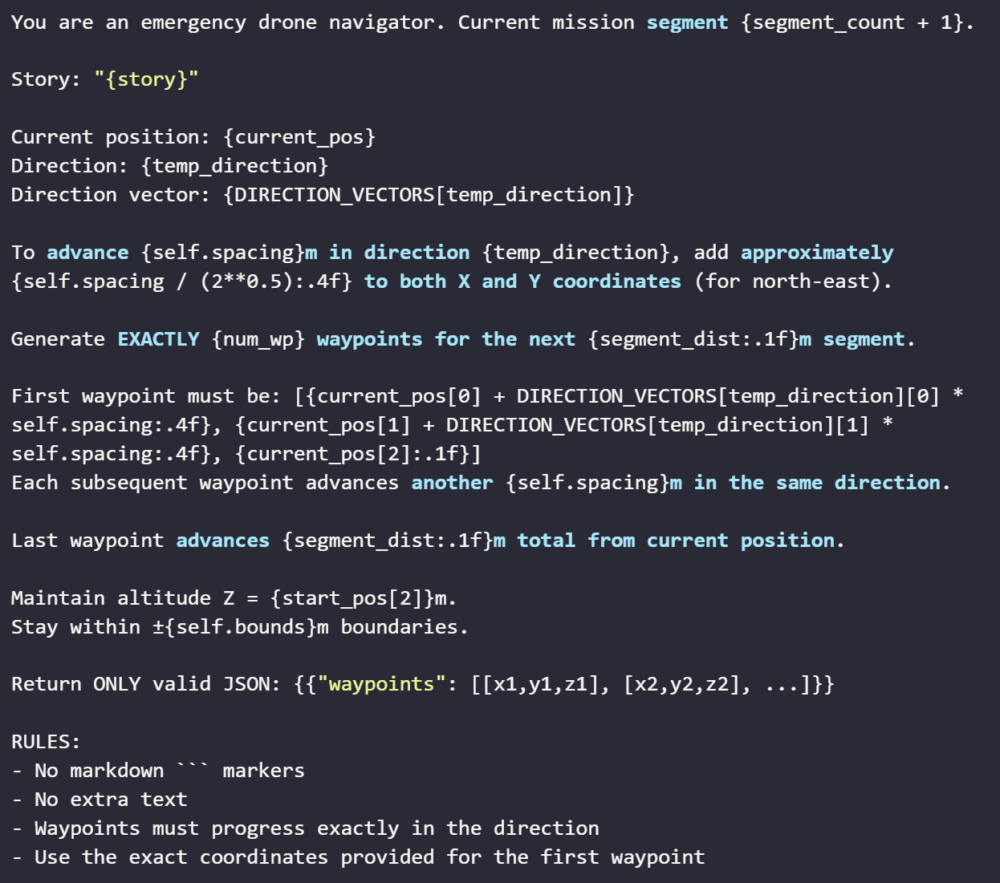 You are an emergency drone navigator. Current mission segment {segment_count + 1}.
Story: "{story}"
Current position: {current_pos}
Direction: {temp_direction}
Direction vector: {DIRECTION_VECTORS[temp_direction]}
To advance {self.spacing}m in direction {temp_direction}, add approximately
{self.spacing / (2**0.5):.4f} to both X and Y coordinates (for north-east).
Generate EXACTLY {num_wp} waypoints for the next {segment_dist:.1f}m segment.
First waypoint must be: [{current_pos[0] + DIRECTION_VECTORS[temp_direction][0] *
self.spacing:.4f}, {current_pos[1] + DIRECTION_VECTORS[temp_direction][1] *
self.spacing:.4f}, {current_pos[2]:.1f}]
Each subsequent waypoint advances another {self.spacing}m in the same direction.
Last waypoint advances {segment_dist:.1f}m total from current position.
Maintain altitude Z = {start_pos[2]}m.
Stay within ±{self.bounds}m boundaries.
Return ONLY valid JSON: {{"waypoints": [[x1,y1,z1], [x2,y2,z2], ...]}}
RULES:
- No markdown ``` markers
- No extra text
- Waypoints must progress exactly in the direction
- Use the exact coordinates provided for the first waypoint